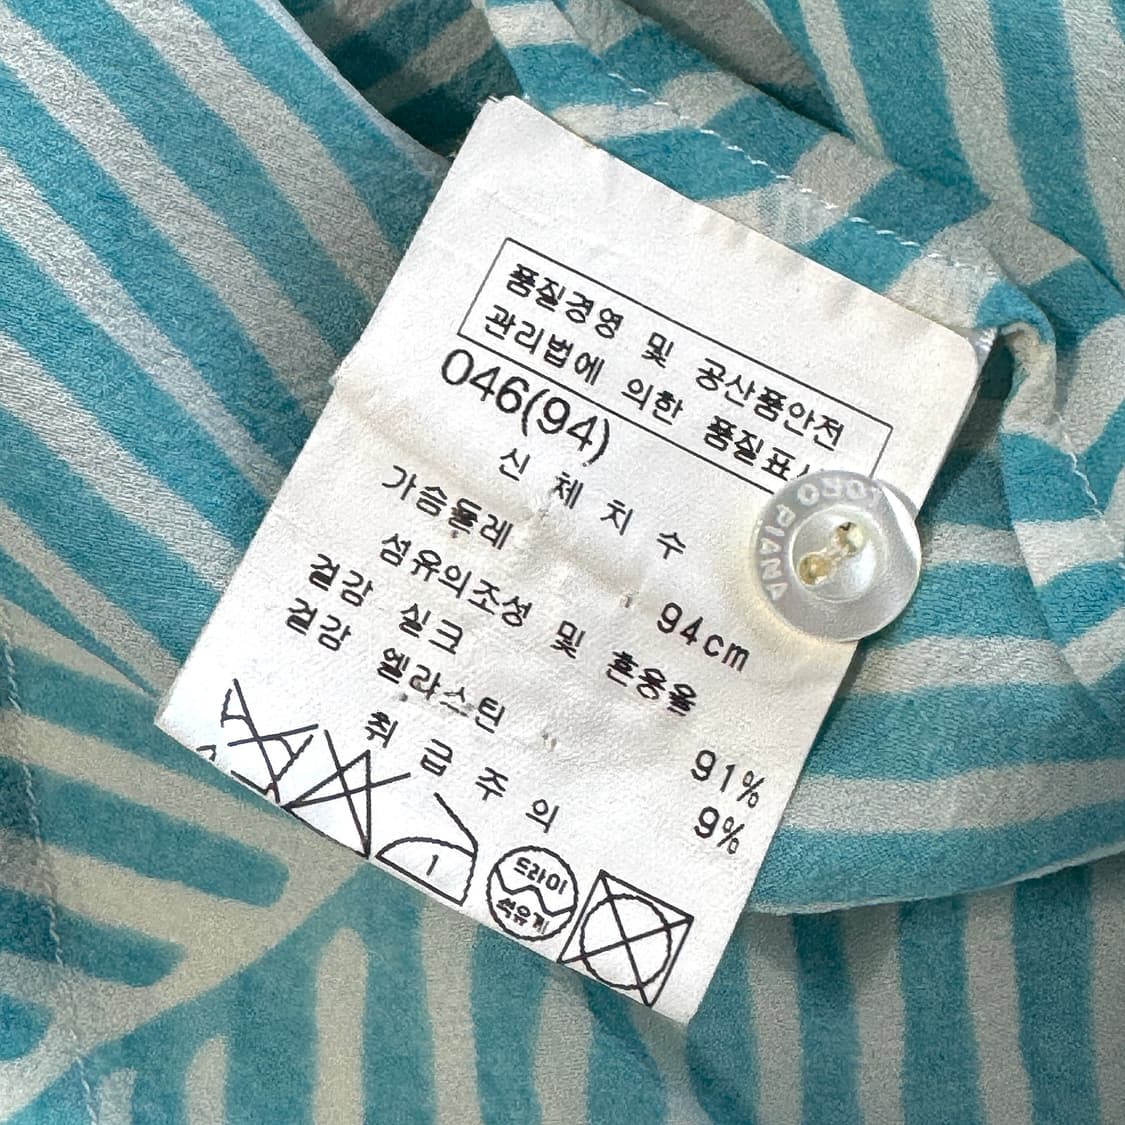 품질경영 및 공산품안전
관리법에 의한 품질표
046(94)
신체치수
가슴둘레 94cm
섬유의조성 및 혼용율
겉감 실크 91%
겉감 엘라스틴 9%
취급주의
1
드라이
석유계
LORO PIANA